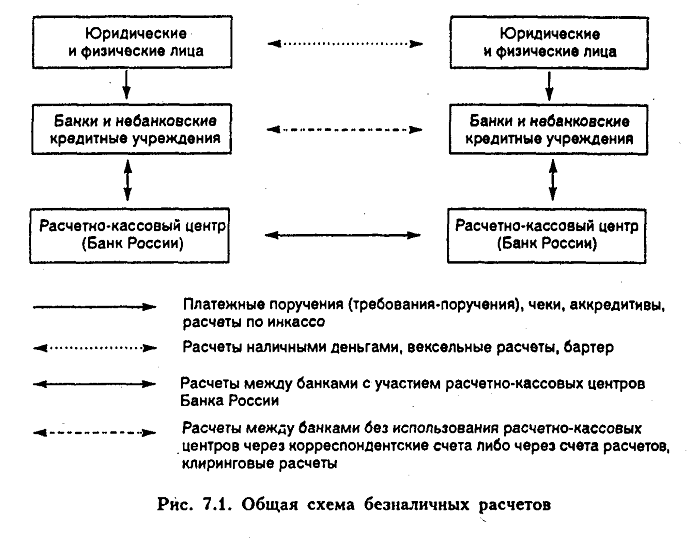 Юридические
и физические лица
Юридические
и физические лица
Банки и небанковские
кредитные учреждения
Банки и небанковские
кредитные учреждения
Расчетно-кассовый центр
(Банк России)
Расчетно-кассовый центр
(Банк России)
Платежные поручения (требования-поручения), чеки, аккредитивы,
расчеты по инкассо
Расчеты наличными деньгами, вексельные расчеты, бартер
Расчеты между банками с участием расчетно-кассовых центров
Банка России
Расчеты между банками без использования расчетно-кассовых
центров через корреспондентские счета либо через счета расчетов,
клиринговые расчеты
Рис. 7.1. Общая схема безналичных расчетов